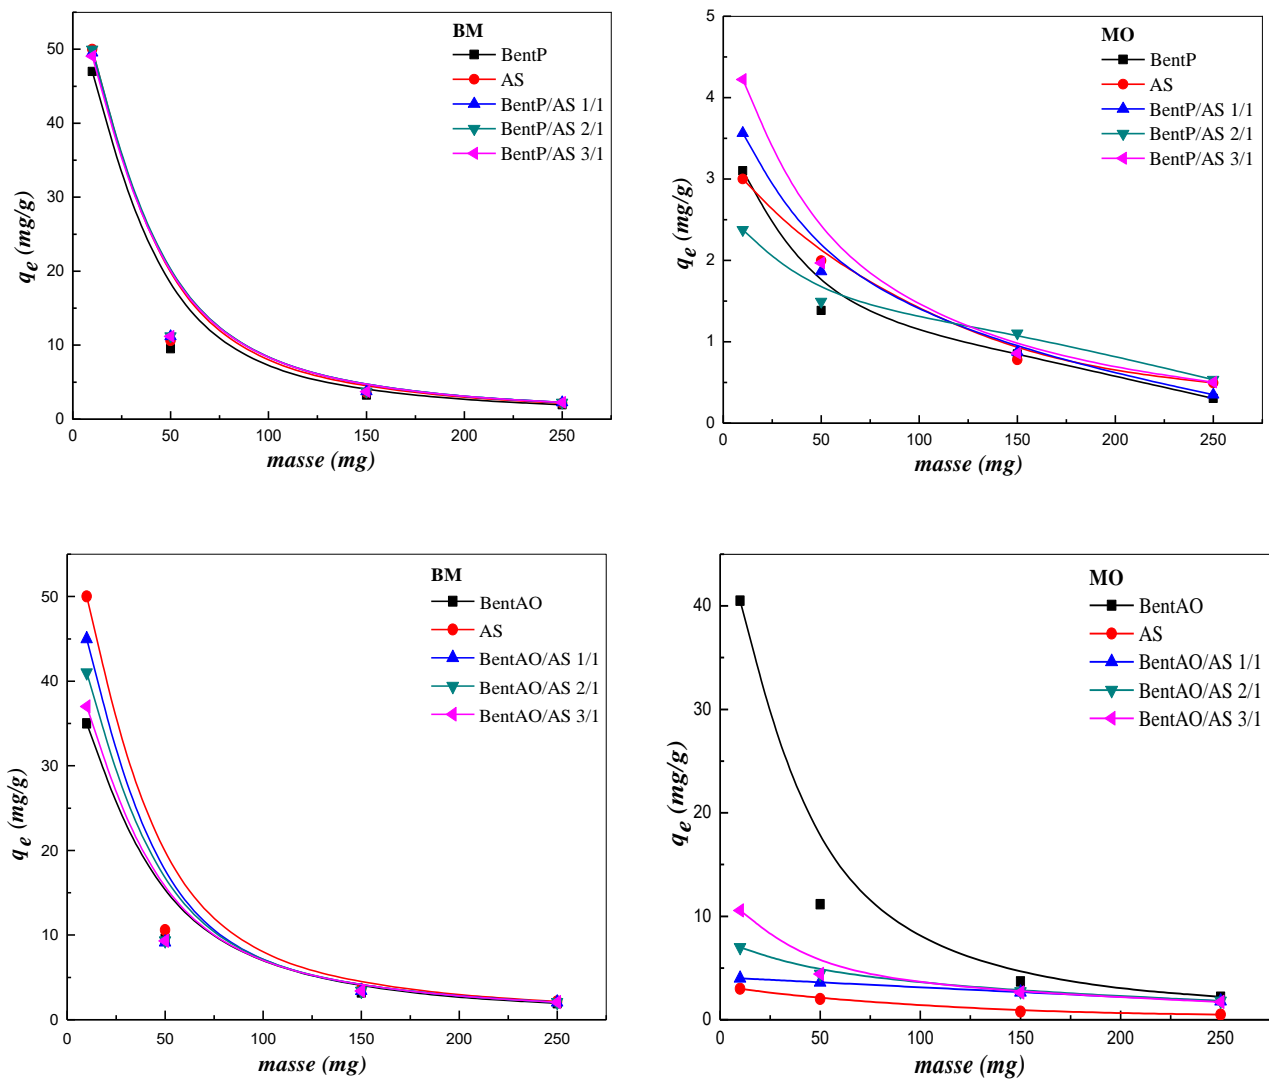 BM
BentP
AS
BentP/AS 1/1
BentP/AS 2/1
BentP/AS 3/1
50
40
30
20
10
0
0 50 100 150 200 250
qe (mg/g)
masse (mg)
MO
BentP
AS
BentP/AS 1/1
BentP/AS 2/1
BentP/AS 3/1
5
4
3
2
1
0
0 50 100 150 200 250
qe (mg/g)
masse (mg)
BM
BentAO
AS
BentAO/AS 1/1
BentAO/AS 2/1
BentAO/AS 3/1
50
40
30
20
10
0
0 50 100 150 200 250
qe (mg/g)
masse (mg)
MO
BentAO
AS
BentAO/AS 1/1
BentAO/AS 2/1
BentAO/AS 3/1
40
30
20
10
0
0 50 100 150 200 250
qe (mg/g)
masse (mg)